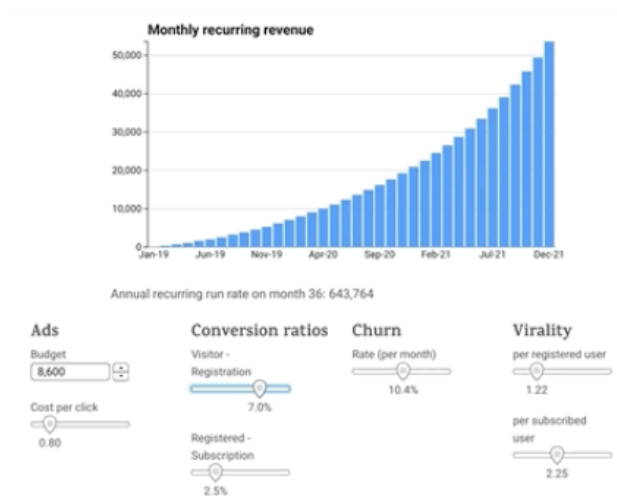 Monthly recurring revenue
50,000
40,000
30,000
20,000
10,000
0
Jan-19 Jun-19 Nov-19 Apr-20 Sep-20 Feb-21 Jul-21 Dec-21
Annual recurring run rate on month 36: 643,764
Ads
Budget
8,600
Cost per click
0.80
Conversion ratios
Visitor -
Registration
7.0%
Registered -
Subscription
2.5%
Churn
Rate (per month)
10.4%
Virality
per registered user
1.22
per subscribed
user
2.25